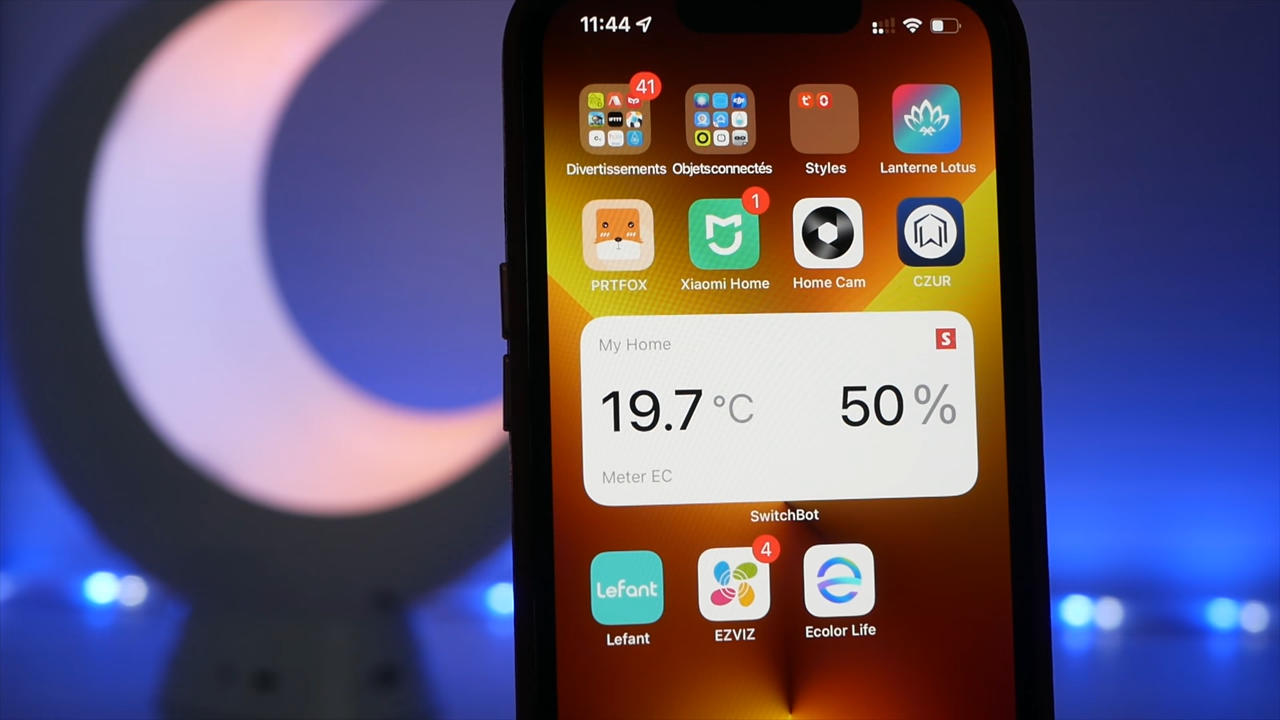 11:44
41
Divertissements
Objetsconnectés
Styles
Lanterne Lotus
1
PRTFOX
Xiaomi Home
Home Cam
CZUR
My Home
S
19.7 °C
50 %
Meter EC
SwitchBot
4
Lefant
Lefant
EZVIZ
Ecolor Life